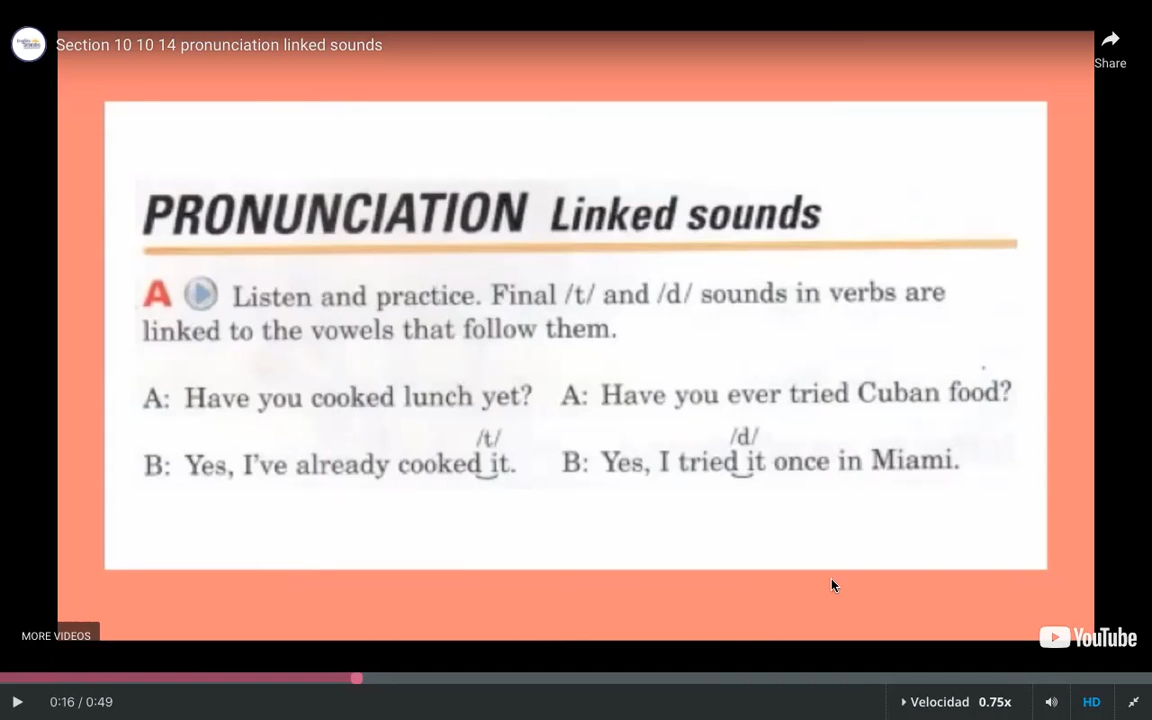 Section 10 10 14 pronunciation linked sounds
Share
PRONUNCIATION Linked sounds
A Listen and practice. Final /t/ and /d/ sounds in verbs are
linked to the vowels that follow them.
A: Have you cooked lunch yet?
/t/
B: Yes, I've already cooked it.
A: Have you ever tried Cuban food?
/d/
B: Yes, I tried it once in Miami.
MORE VIDEOS
YouTube
0:16 / 0:49
Velocidad 0.75x
HD